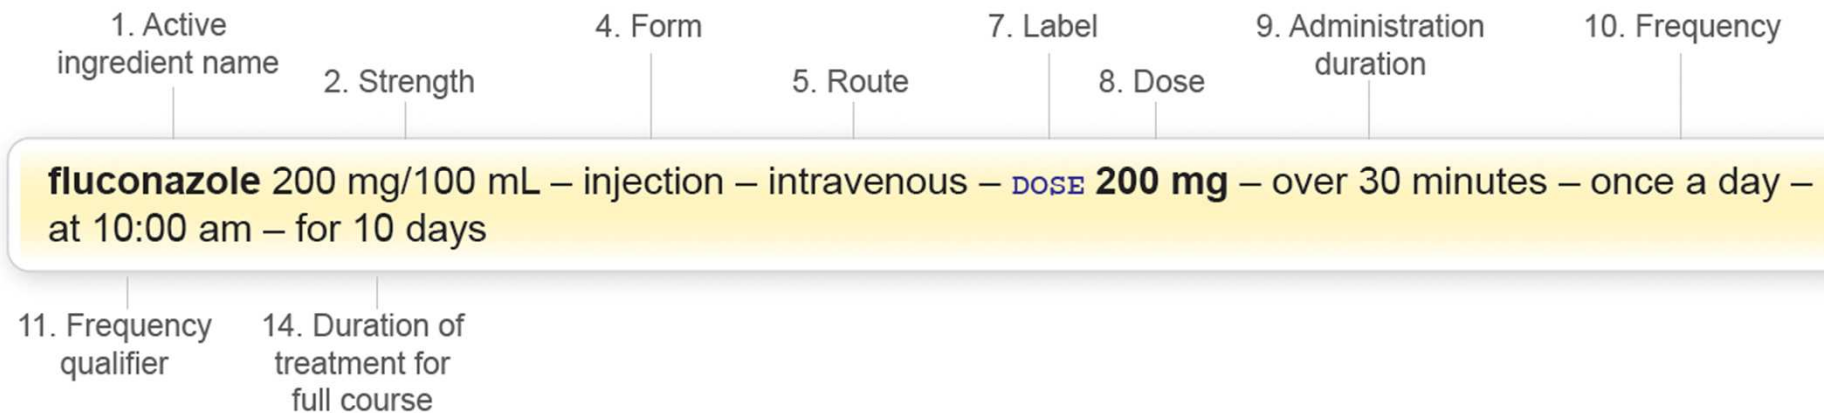 1. Active
ingredient name
2. Strength
4. Form
5. Route
7. Label
8. Dose
9. Administration
duration
10. Frequency
fluconazole 200 mg/100 mL – injection – intravenous – DOSE 200 mg – over 30 minutes – once a day –
at 10:00 am – for 10 days
11. Frequency
qualifier
14. Duration of
treatment for
full course